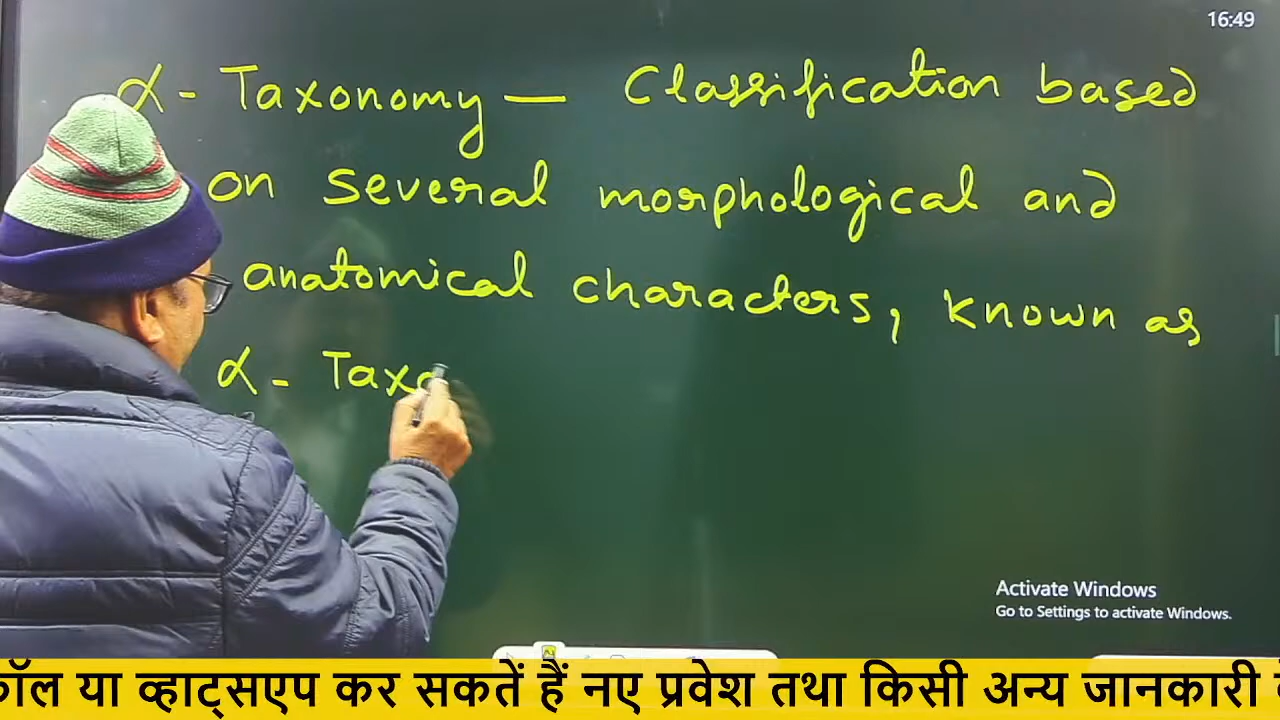 16:49
α - Taxonomy — Classification based
on several morphological and
anatomical characters, known as
α - Taxo
Activate Windows
Go to Settings to activate Windows.
कॉल या व्हाट्सएप कर सकतें हैं नए प्रवेश तथा किसी अन्य जानकारी